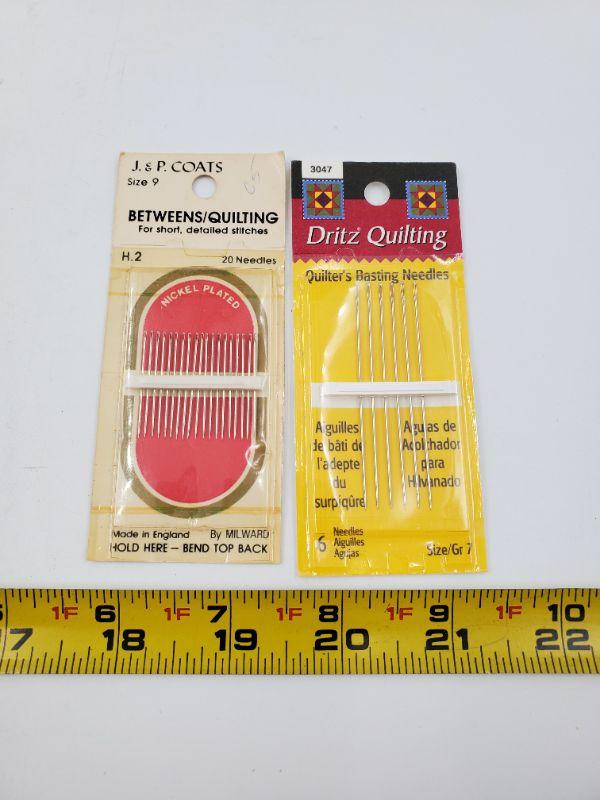 J. & P. COATS
Size 9
BETWEENS/QUILTING
For short, detailed stitches
H.2
20 Needles
NICKEL PLATED
Made in England
By MILWARD
HOLD HERE — BEND TOP BACK
3047
Dritz® Quilting
Quilter's Basting Needles
Aiguilles
de bâti de
l'adepte
du
surpiqûre
Agujas de
Acolchador
para
Hilvanado
6
Needles
Aiguilles
Agujas
Size/Gr 7
1F 6 1F 7 1F 8 1F 9 1F 10
17 18 19 20 21 22